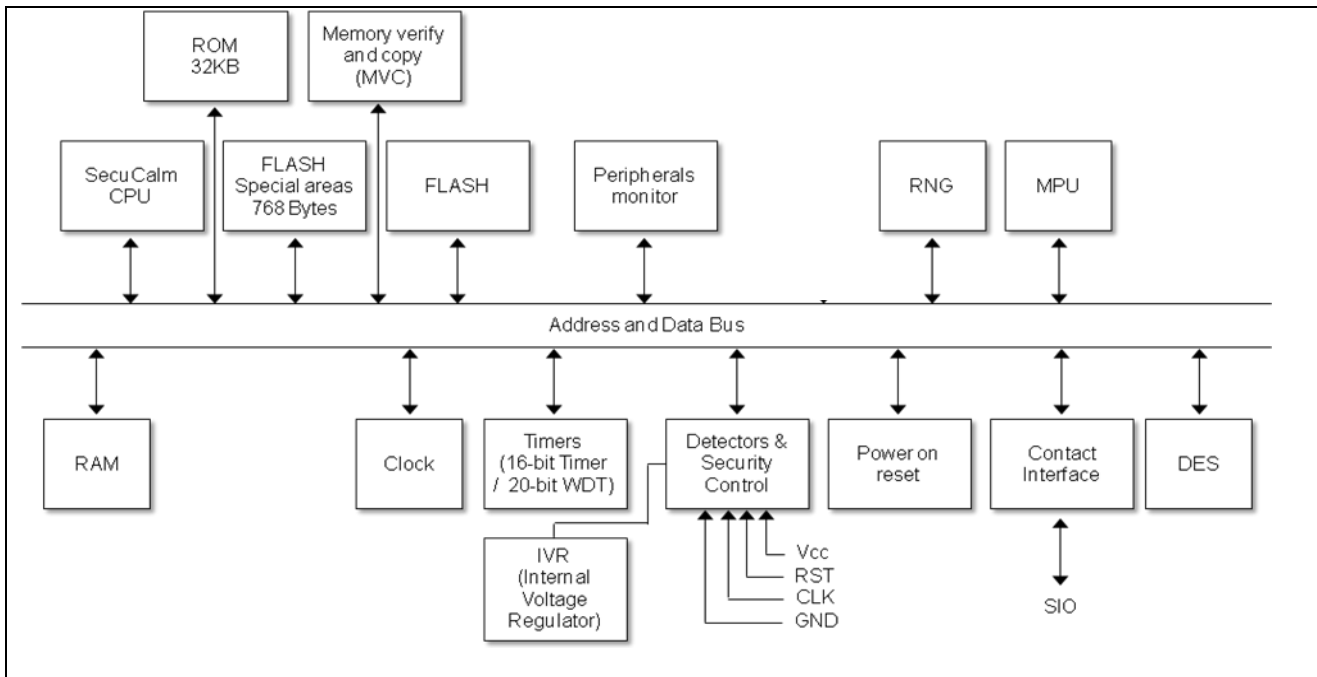 ROM
32KB
Memory verify
and copy
(MVC)
SecuCalm
CPU
FLASH
Special areas
768 Bytes
FLASH
Peripherals
monitor
RNG
MPU
Address and Data Bus
RAM
Clock
Timers
(16-bit Timer
/ 20-bit WDT)
Detectors &
Security
Control
Power on
reset
Contact
Interface
DES
IVR
(Internal
Voltage
Regulator)
Vcc
RST
CLK
GND
SIO